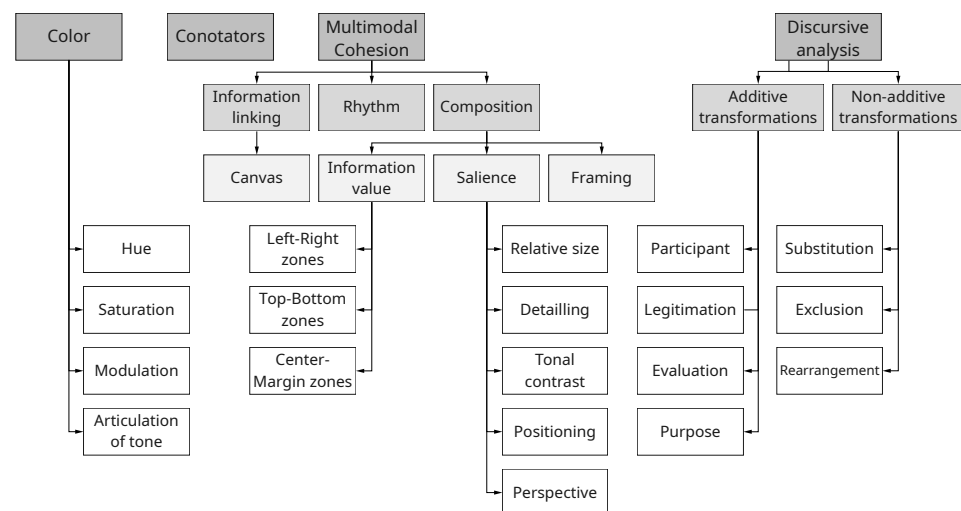 Color
Conotators
Multimodal
Cohesion
Discursive
analysis
Information
linking
Rhythm
Composition
Additive
transformations
Non-additive
transformations
Canvas
Information
value
Salience
Framing
Hue
Left-Right
zones
Relative size
Participant
Substitution
Saturation
Top-Bottom
zones
Detailling
Legitimation
Exclusion
Modulation
Center-
Margin zones
Tonal
contrast
Evaluation
Rearrangement
Articulation
of tone
Positioning
Purpose
Perspective